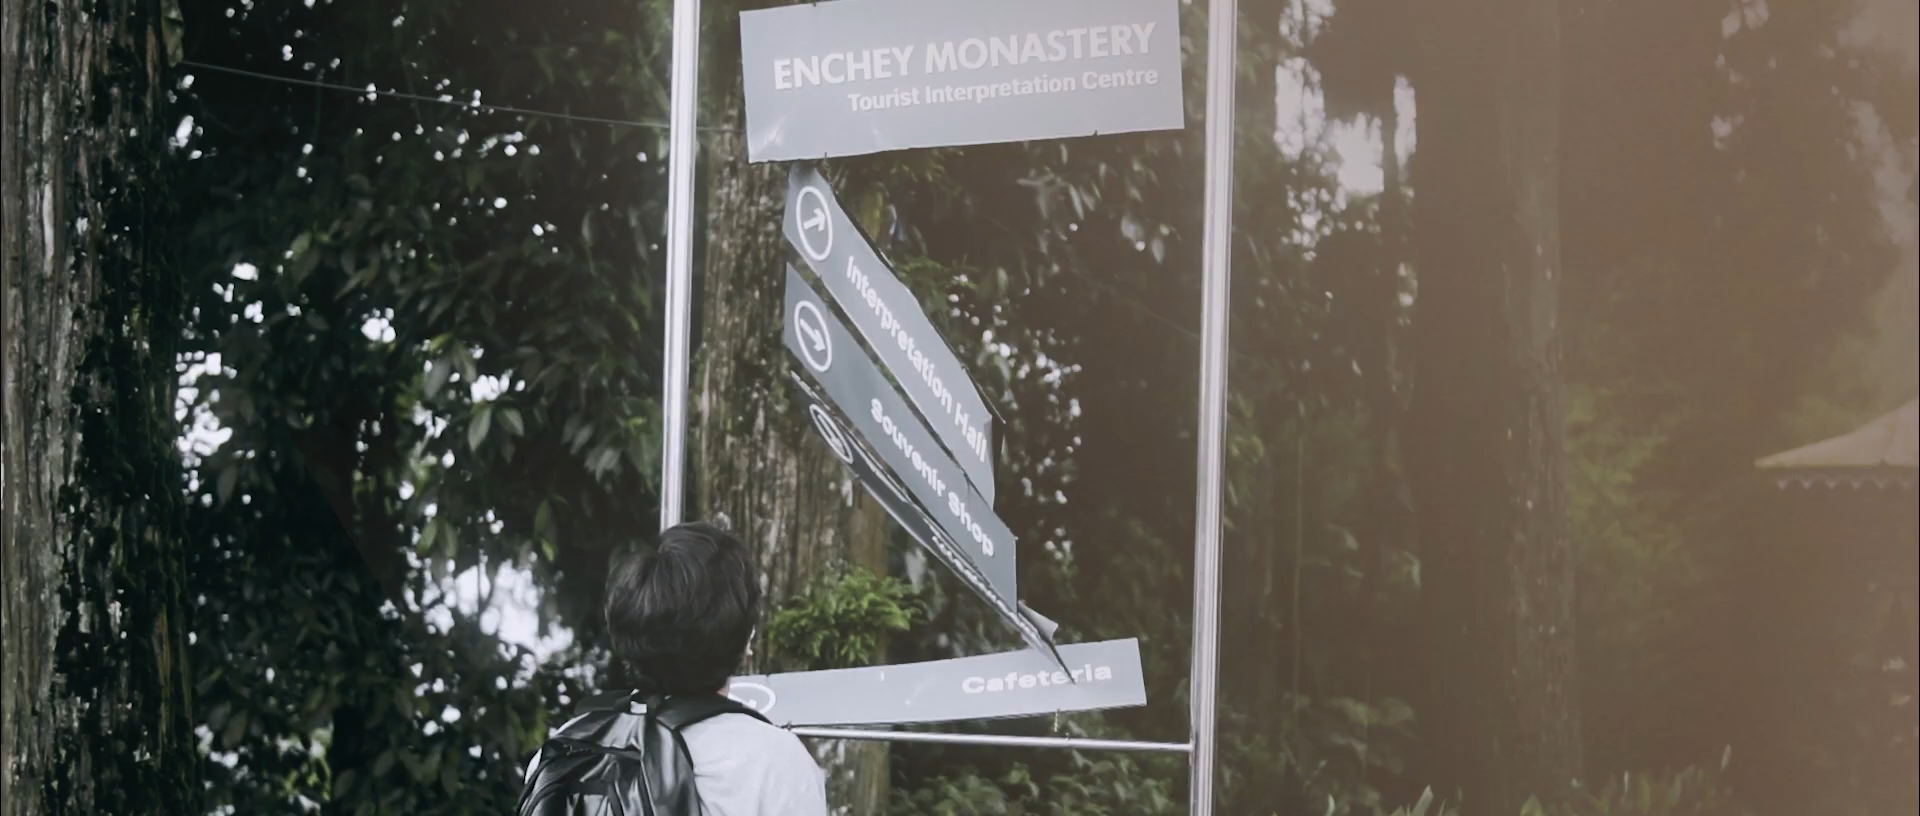 ENCHEY MONASTERY
Tourist Interpretation Centre
Interpretation Hall
Souvenir Shop
Cafeteria